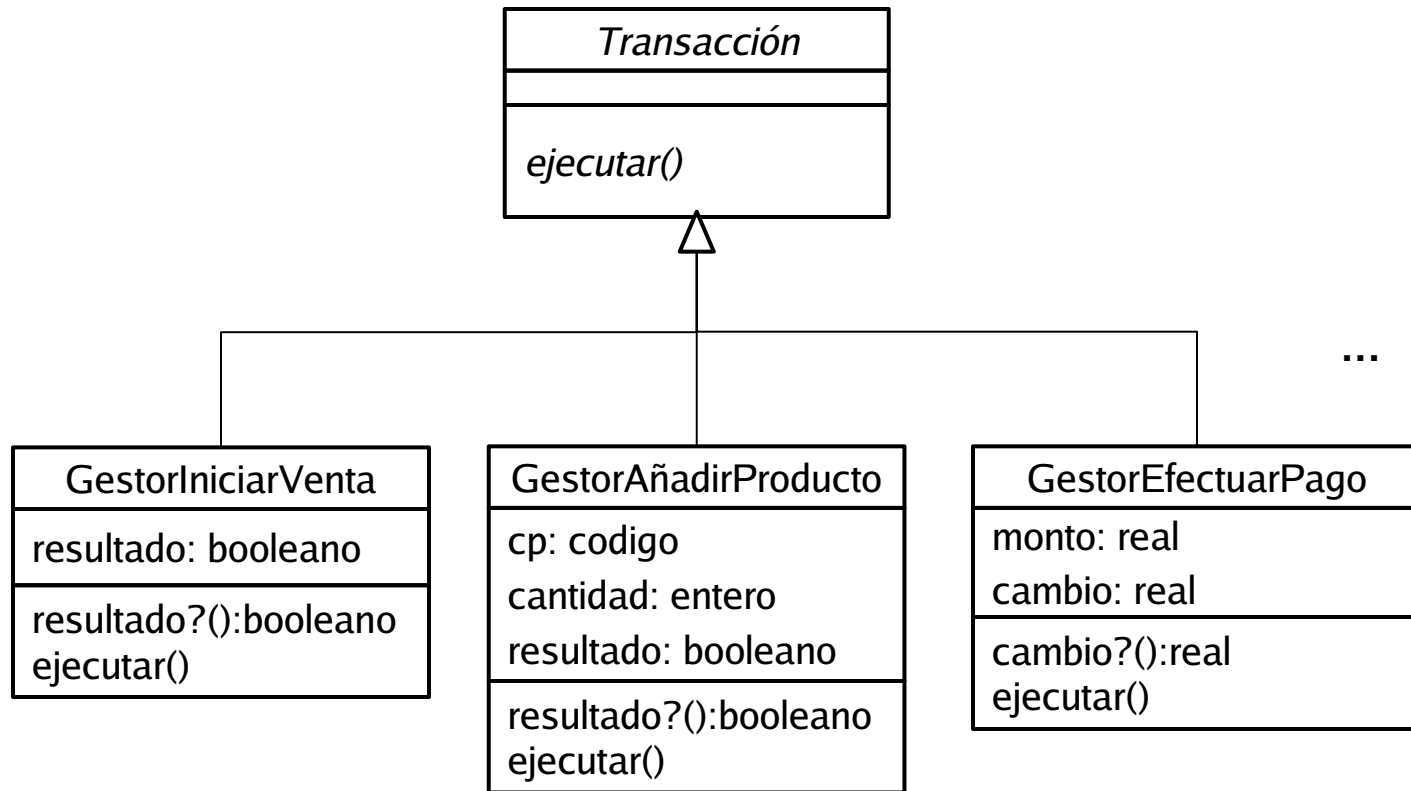 Transacción
ejecutar()
...
GestorIniciarVenta
resultado: booleano
resultado?():booleano
ejecutar()
GestorAñadirProducto
cp: codigo
cantidad: entero
resultado: booleano
resultado?():booleano
ejecutar()
GestorEfectuarPago
monto: real
cambio: real
cambio?():real
ejecutar()